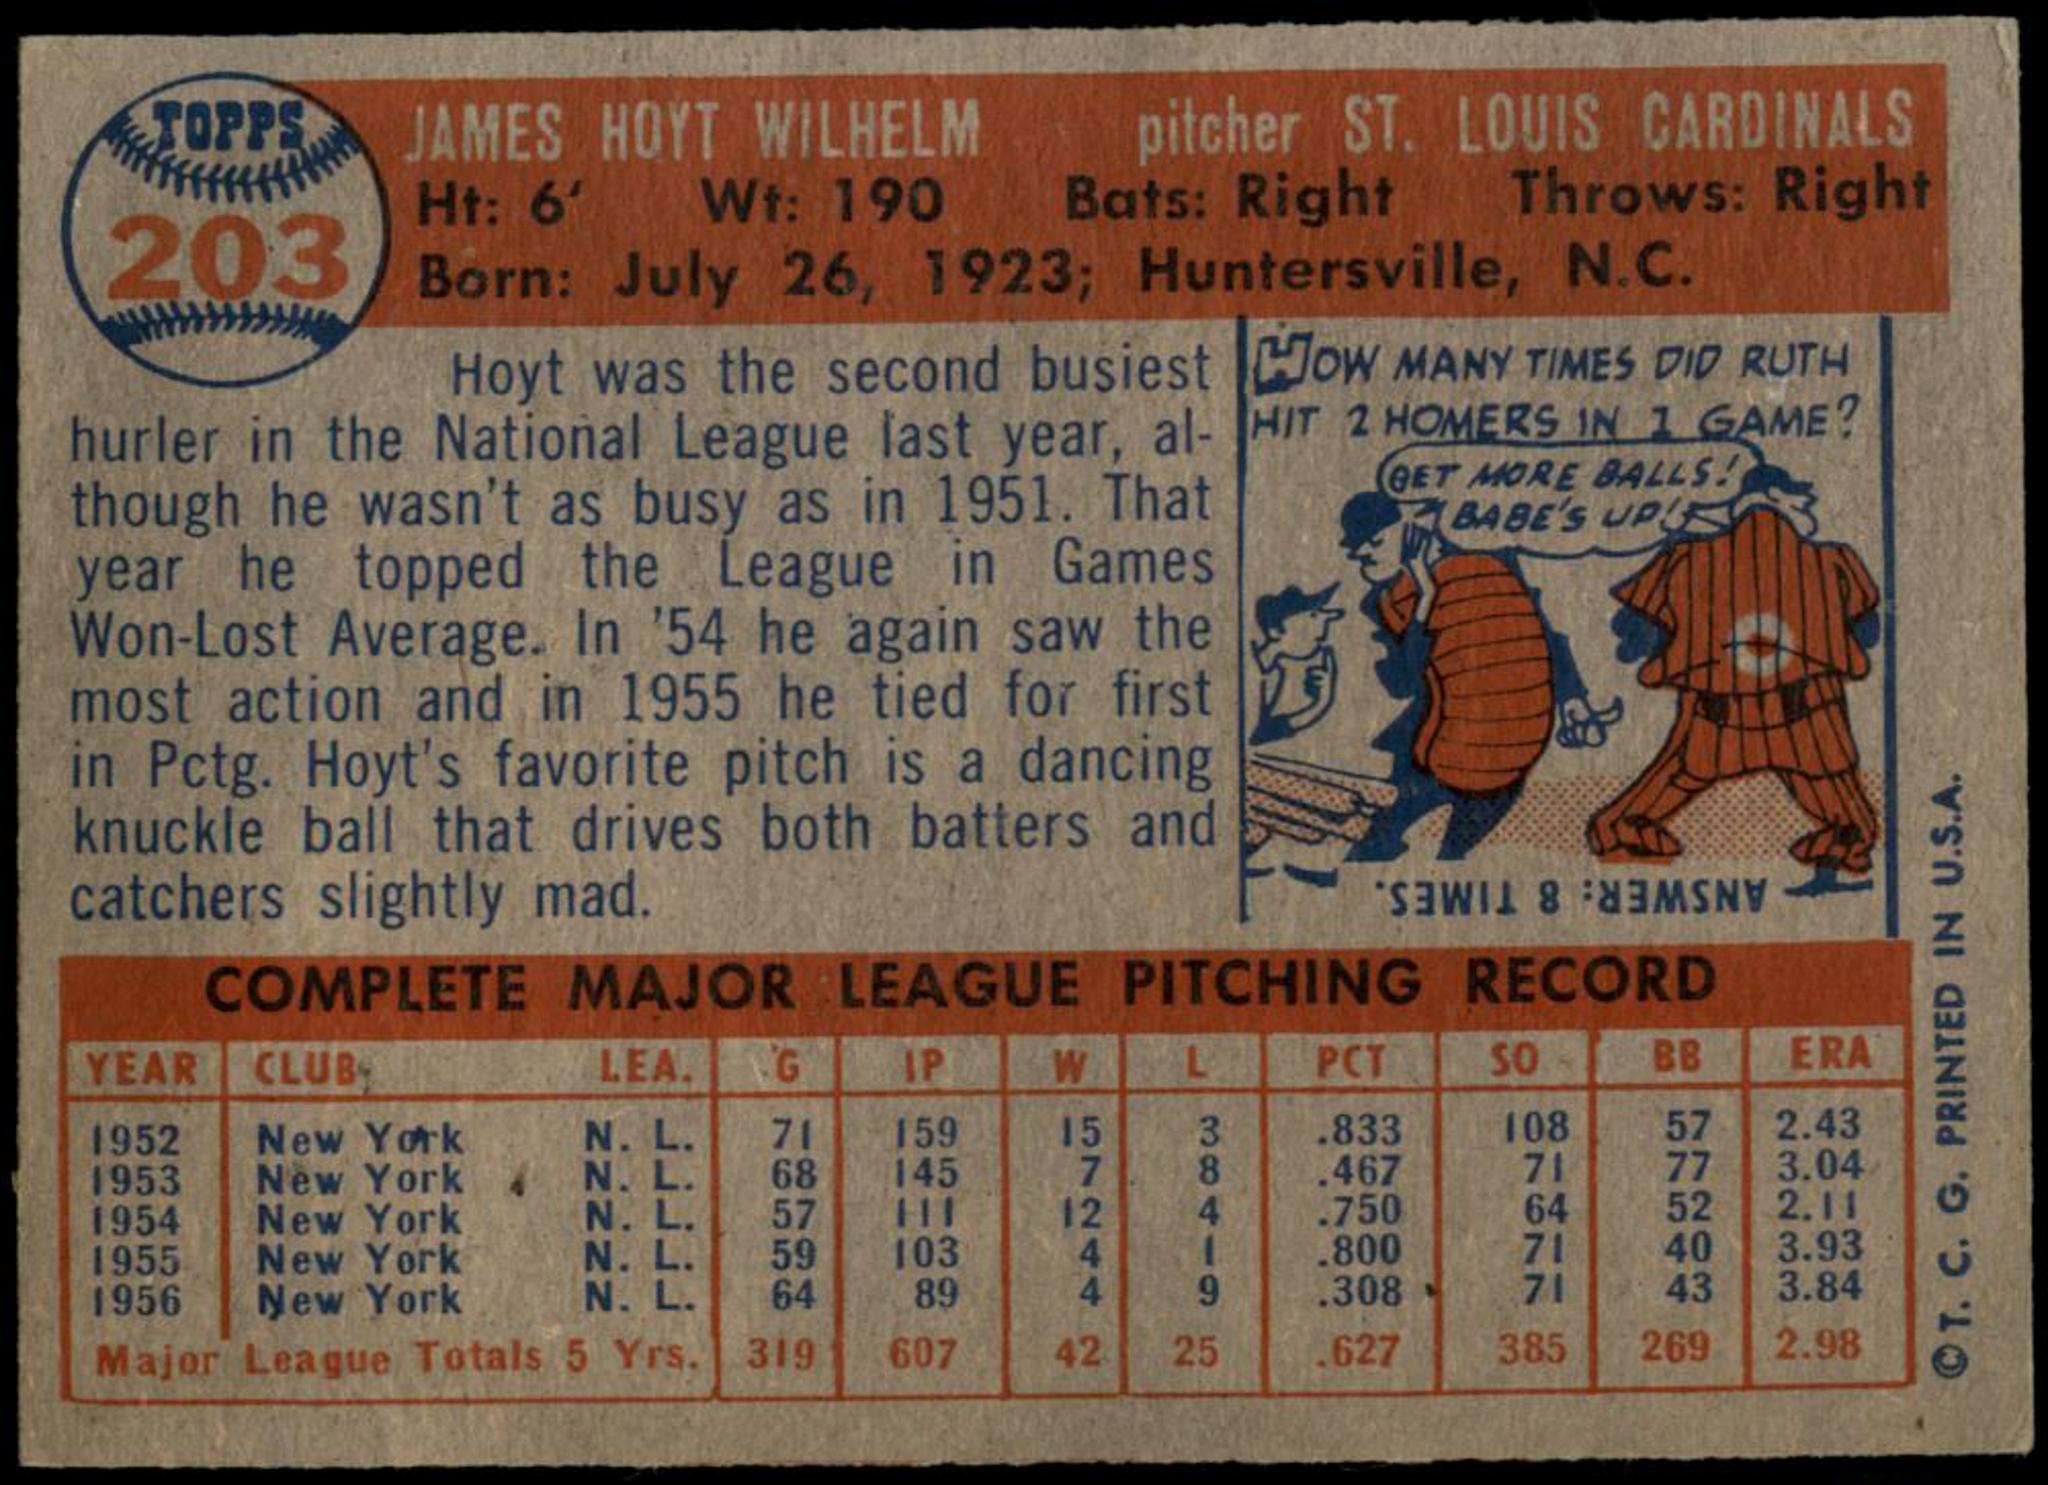 TOPPS
203
JAMES HOYT WILHELM pitcher ST. LOUIS CARDINALS
Ht: 6' Wt: 190 Bats: Right Throws: Right
Born: July 26, 1923; Huntersville, N.C.
Hoyt was the second busiest
hurler in the National League last year, al-
though he wasn't as busy as in 1951. That
year he topped the League in Games
Won-Lost Average. In '54 he again saw the
most action and in 1955 he tied for first
in Pctg. Hoyt's favorite pitch is a dancing
knuckle ball that drives both batters and
catchers slightly mad.
HOW MANY TIMES DID RUTH
HIT 2 HOMERS IN 1 GAME?
GET MORE BALLS!
BABE'S UP!
ANSWER: 8 TIMES.
COMPLETE MAJOR LEAGUE PITCHING RECORD
YEAR CLUB LEA. G IP W L PCT SO BB ERA
1952 New York N. L. 71 159 15 3 .833 108 57 2.43
1953 New York N. L. 68 145 7 8 .467 71 77 3.04
1954 New York N. L. 57 111 12 4 .750 64 52 2.11
1955 New York N. L. 59 103 4 1 .800 71 40 3.93
1956 New York N. L. 64 89 4 9 .308 71 43 3.84
Major League Totals 5 Yrs. 319 607 42 25 .627 385 269 2.98
© T. C. G. PRINTED IN U.S.A.